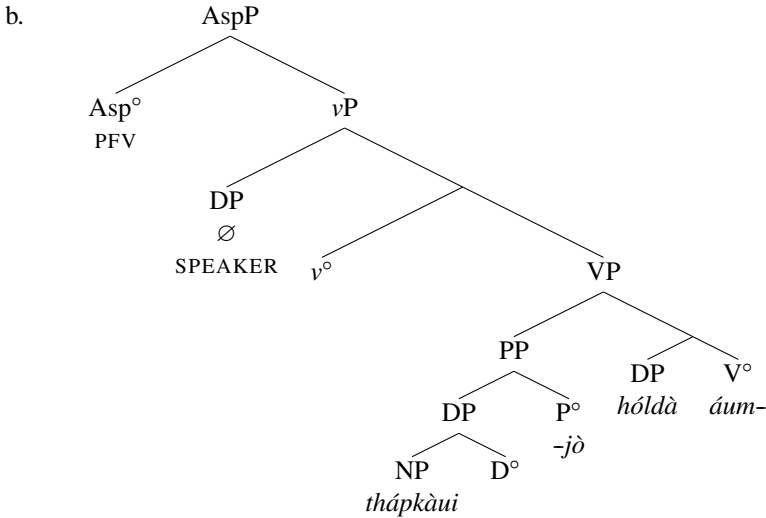 b. AspP
Asp° vP
PFV
DP
∅
SPEAKER v° VP
PP
DP V°
DP P° hóldà áum-
-jò
NP D°
thápkàui